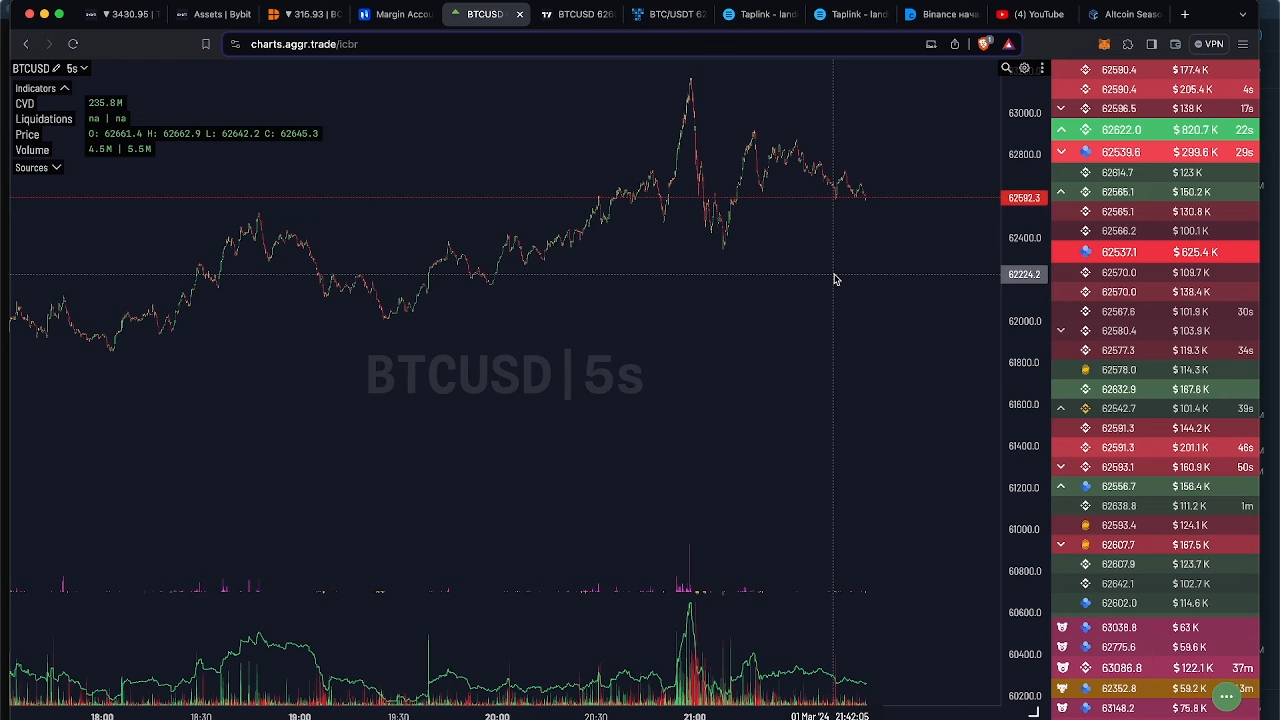 ▼ 3430.95 | T
Assets | Bybit
▼ 315.93 | BC
Margin Accou
BTCUSD
BTCUSD 626
BTC/USDT 62
Taplink - land
Taplink - land
Binance нача
(4) YouTube
Altcoin Seaso
charts.aggr.trade/icbr
VPN
BTCUSD 5s
Indicators
CVD 235.8M
Liquidations na | na
Price O: 62661.4 H: 62662.9 L: 62642.2 C: 62645.3
Volume 4.5M | 5.5M
Sources
BTCUSD|5s
63000.0
62800.0
62592.3
62400.0
62224.2
62000.0
61800.0
61600.0
61400.0
61200.0
61000.0
60800.0
60600.0
60400.0
60200.0
18:00 18:30 19:00 19:30 20:00 20:30 21:00 01 Mar '24 21:42:05
62590.4 $177.4 K
62590.4 $205.4 K 4s
62596.5 $138 K 17s
62622.0 $820.7 K 22s
62539.6 $299.6 K 29s
62614.7 $123 K
62565.1 $150.2 K
62565.1 $130.8 K
62566.2 $100.1 K
62537.1 $625.4 K
62570.0 $109.7 K
62570.0 $138.4 K
62567.6 $101.9 K 30s
62580.4 $103.9 K
62577.3 $119.3 K 34s
62578.0 $114.3 K
62632.9 $167.6 K
62542.7 $101.4 K 39s
62591.3 $144.2 K
62591.3 $201.1 K 46s
62593.1 $160.9 K 50s
62556.7 $156.4 K
62638.8 $111.2 K 1m
62593.4 $124.1 K
62607.7 $167.5 K
62607.9 $123.7 K
62642.1 $102.7 K
62602.0 $114.6 K
63038.8 $63 K
62775.6 $59.6 K
63086.8 $122.1 K 37m
62352.8 $59.2 K
63148.2 $75.8 K